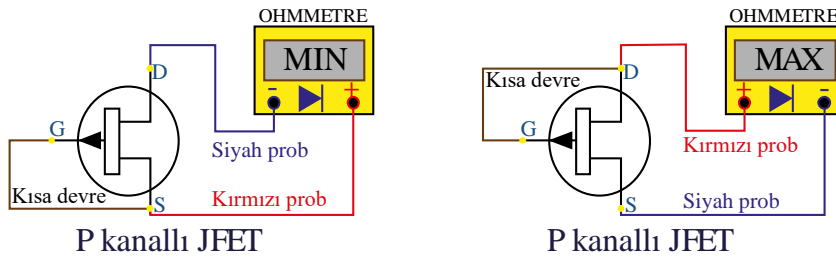 OHMMETRE
MIN
- +
D
G
Siyah prob
Kısa devre
S
Kırmızı prob
P kanallı JFET
OHMMETRE
MAX
+ -
Kısa devre
D
G
Kırmızı prob
S
Siyah prob
P kanallı JFET